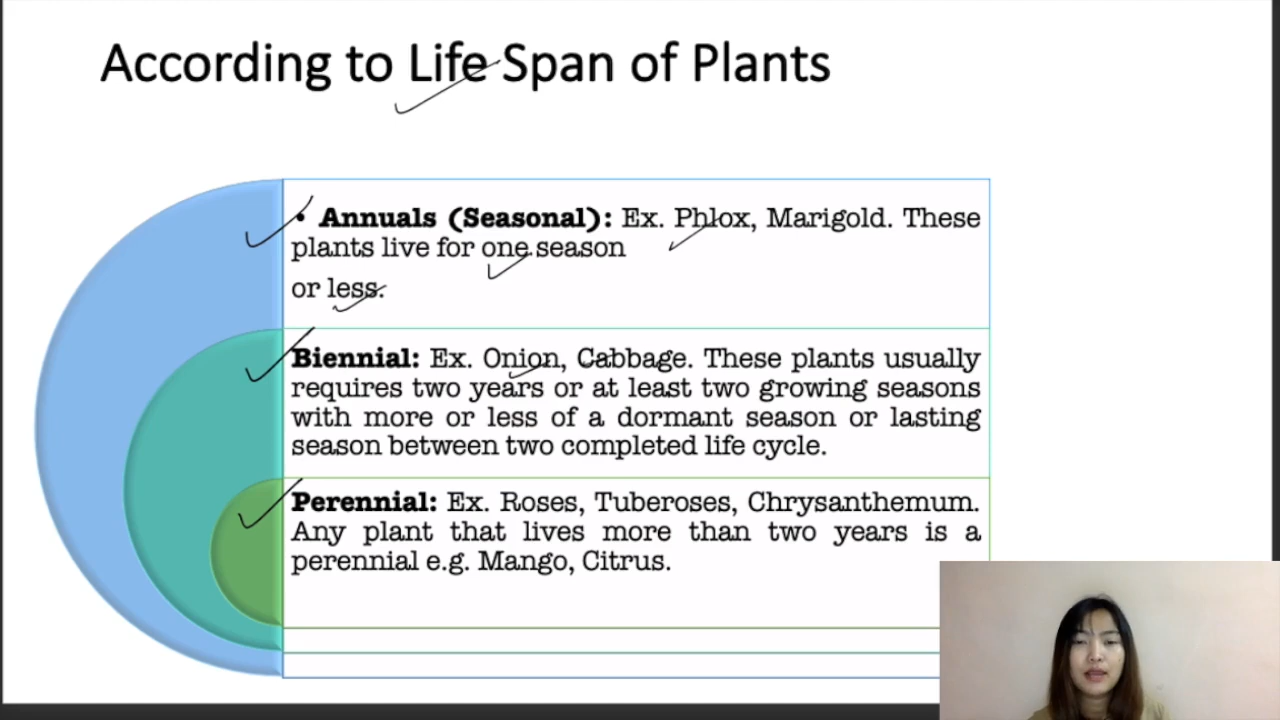 According to Life Span of Plants
• Annuals (Seasonal): Ex. Phlox, Marigold. These
plants live for one season
or less.
Biennial: Ex. Onion, Cabbage. These plants usually
requires two years or at least two growing seasons
with more or less of a dormant season or lasting
season between two completed life cycle.
Perennial: Ex. Roses, Tuberoses, Chrysanthemum.
Any plant that lives more than two years is a
perennial e.g. Mango, Citrus.